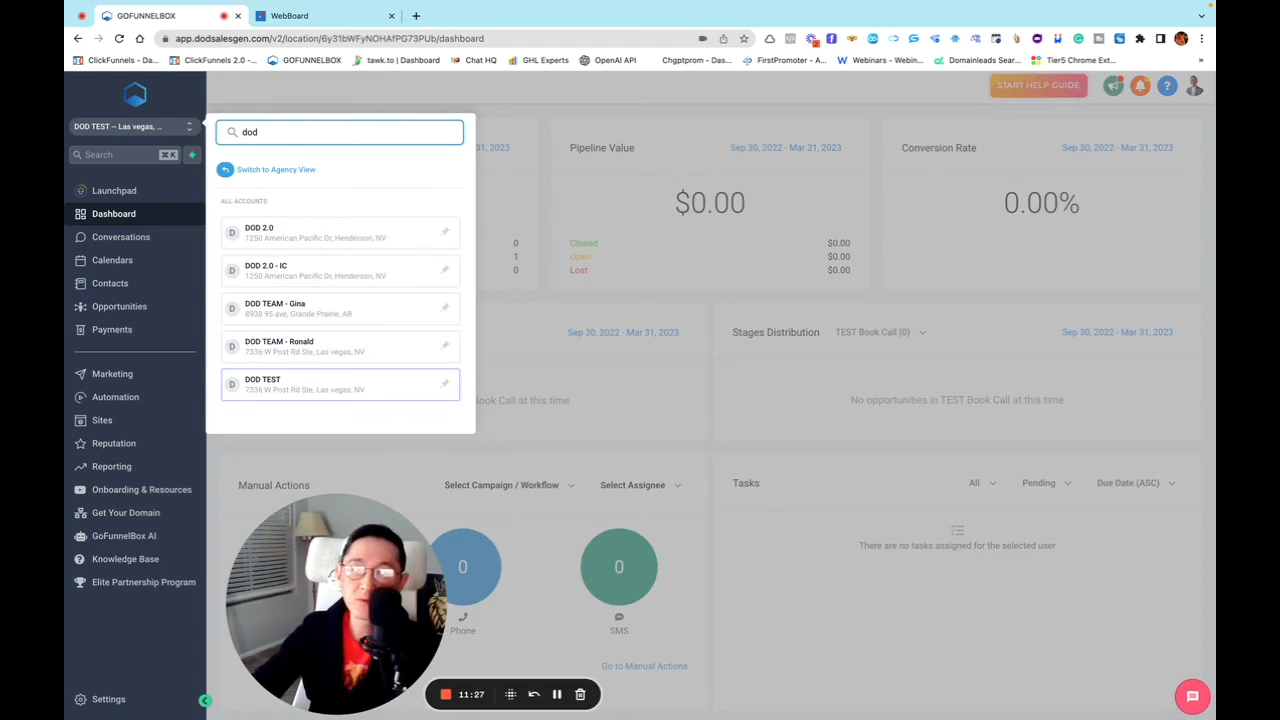 GOFUNNELBOX
WebBoard
app.dodsalesgen.com/v2/location/6y31bWFyNOHAfPG73PUb/dashboard
ClickFunnels - Da...
ClickFunnels 2.0 -...
GOFUNNELBOX
tawk.to | Dashboard
Chat HQ
GHL Experts
OpenAI API
Chgptprom - Das...
FirstPromoter - A...
Webinars - Webin...
Domainleads Sear...
Tier5 Chrome Ext...
»
START HELP GUIDE
DOD TEST -- Las vegas, ...
Search
⌘ K
Launchpad
Dashboard
Conversations
Calendars
Contacts
Opportunities
Payments
Marketing
Automation
Sites
Reputation
Reporting
Onboarding & Resources
Get Your Domain
GoFunnelBox AI
Knowledge Base
Elite Partnership Program
Settings
dod
Switch to Agency View
ALL ACCOUNTS
D
DOD 2.0
1250 American Pacific Dr, Henderson, NV
D
DOD 2.0 - IC
1250 American Pacific Dr, Henderson, NV
D
DOD TEAM - Gina
8938 95 ave, Grande Prairie, AB
D
DOD TEAM - Ronald
7336 W Post Rd Ste, Las vegas, NV
D
DOD TEST
7336 W Post Rd Ste, Las vegas, NV
31, 2023
0
1
0
Pipeline Value
Sep 30, 2022 - Mar 31, 2023
$0.00
Closed
$0.00
Open
$0.00
Lost
$0.00
Conversion Rate
Sep 30, 2022 - Mar 31, 2023
0.00%
Sep 30, 2022 - Mar 31, 2023
ook Call at this time
Stages Distribution
TEST Book Call (0)
Sep 30, 2022 - Mar 31, 2023
No opportunities in TEST Book Call at this time
Manual Actions
Select Campaign / Workflow
Select Assignee
0
Phone
0
SMS
Go to Manual Actions
Tasks
All
Pending
Due Date (ASC)
There are no tasks assigned for the selected user
11:27